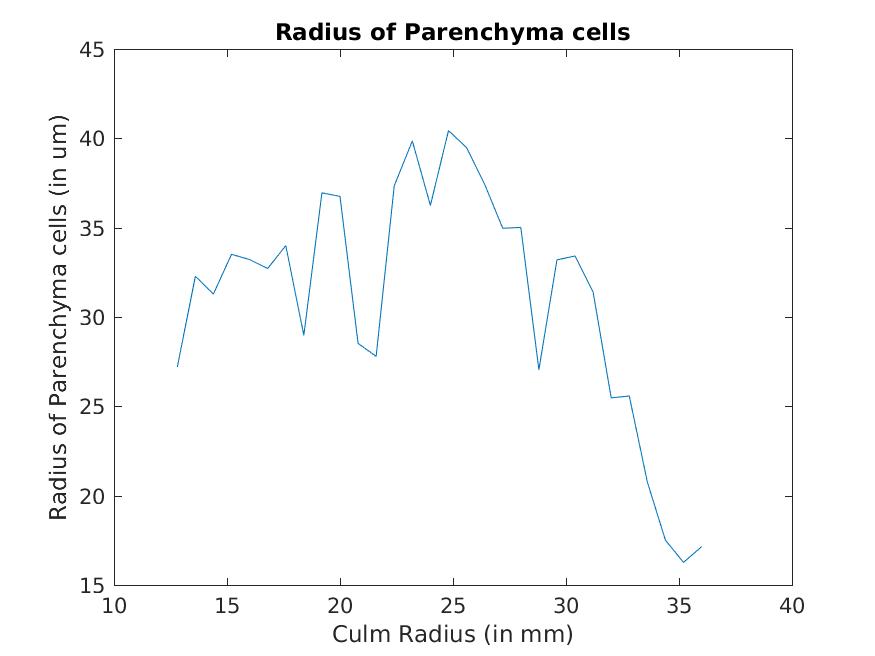 Radius of Parenchyma cells
Radius of Parenchyma cells (in um)
45
40
35
30
25
20
15
10 15 20 25 30 35 40
Culm Radius (in mm)